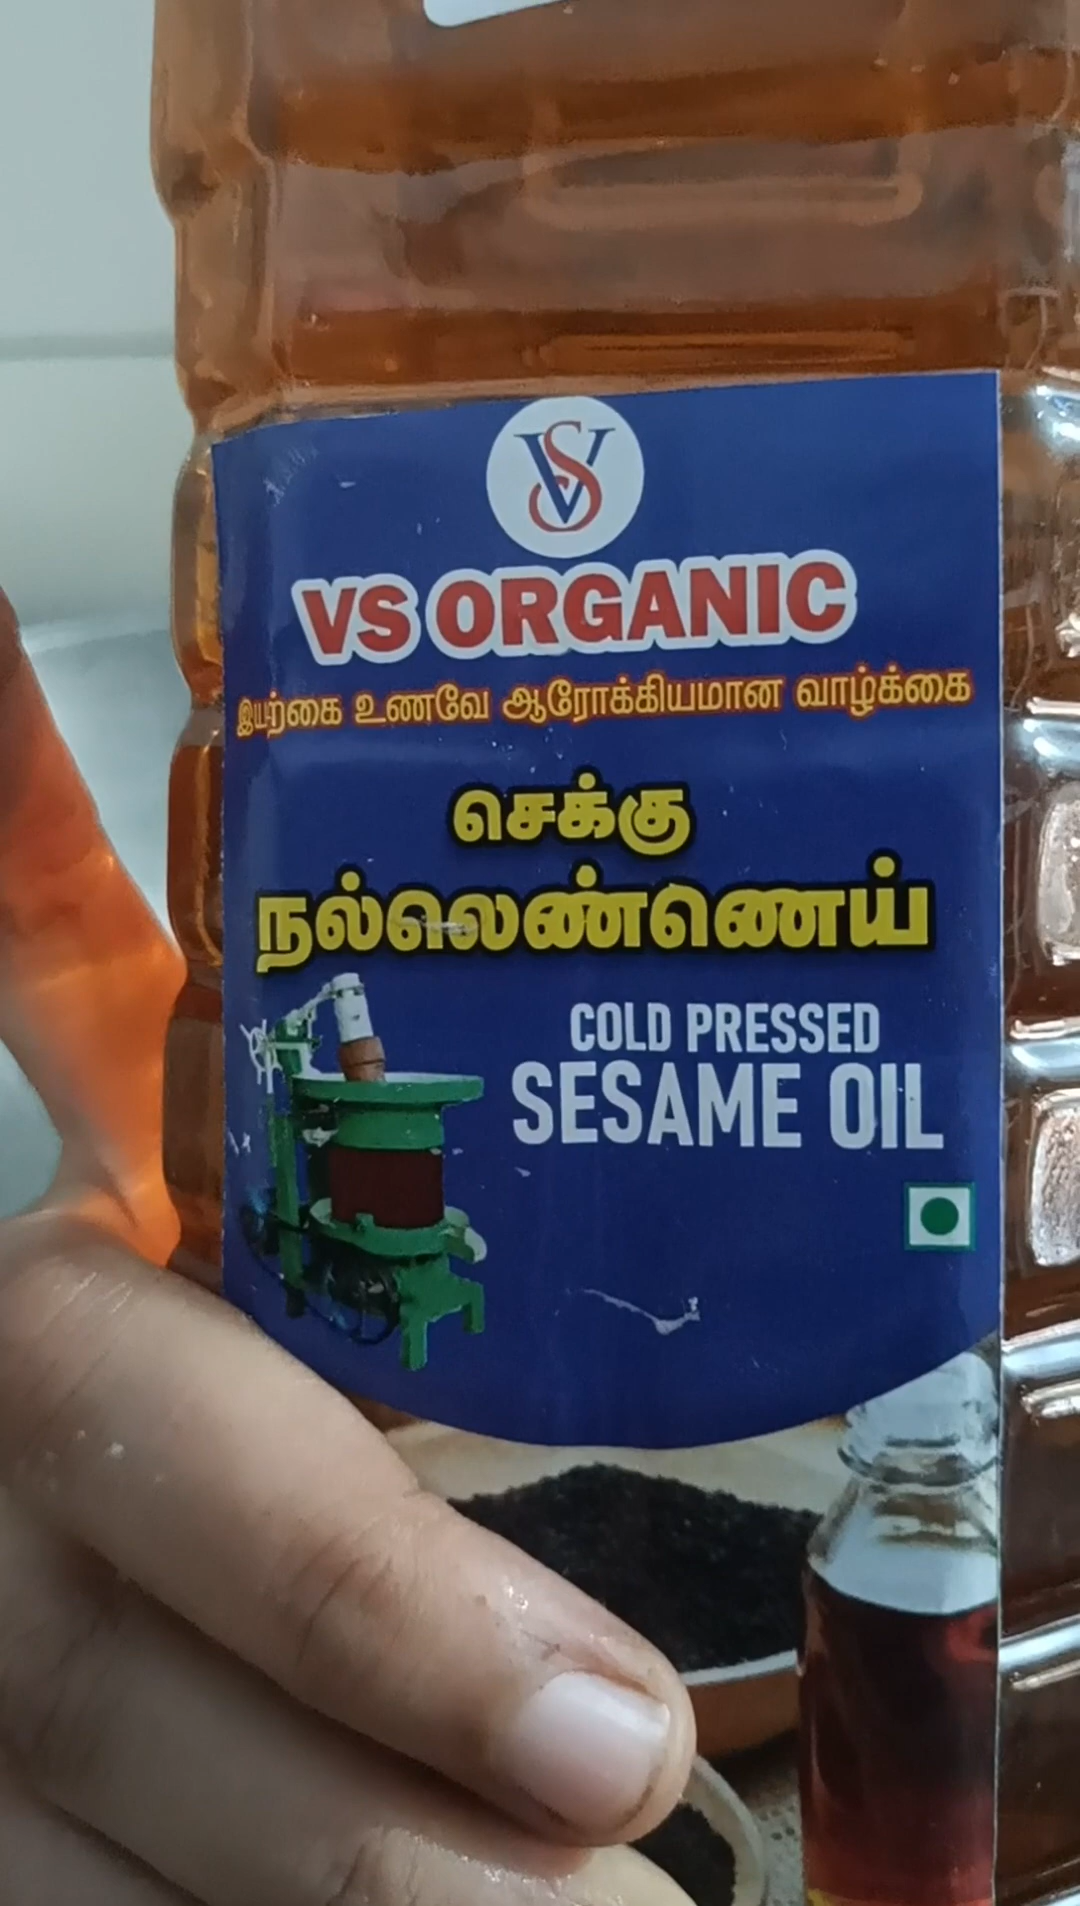 VS
VS ORGANIC
இயற்கை உணவே ஆரோக்கியமான வாழ்க்கை
செக்கு
நல்லெண்ணெய்
COLD PRESSED
SESAME OIL